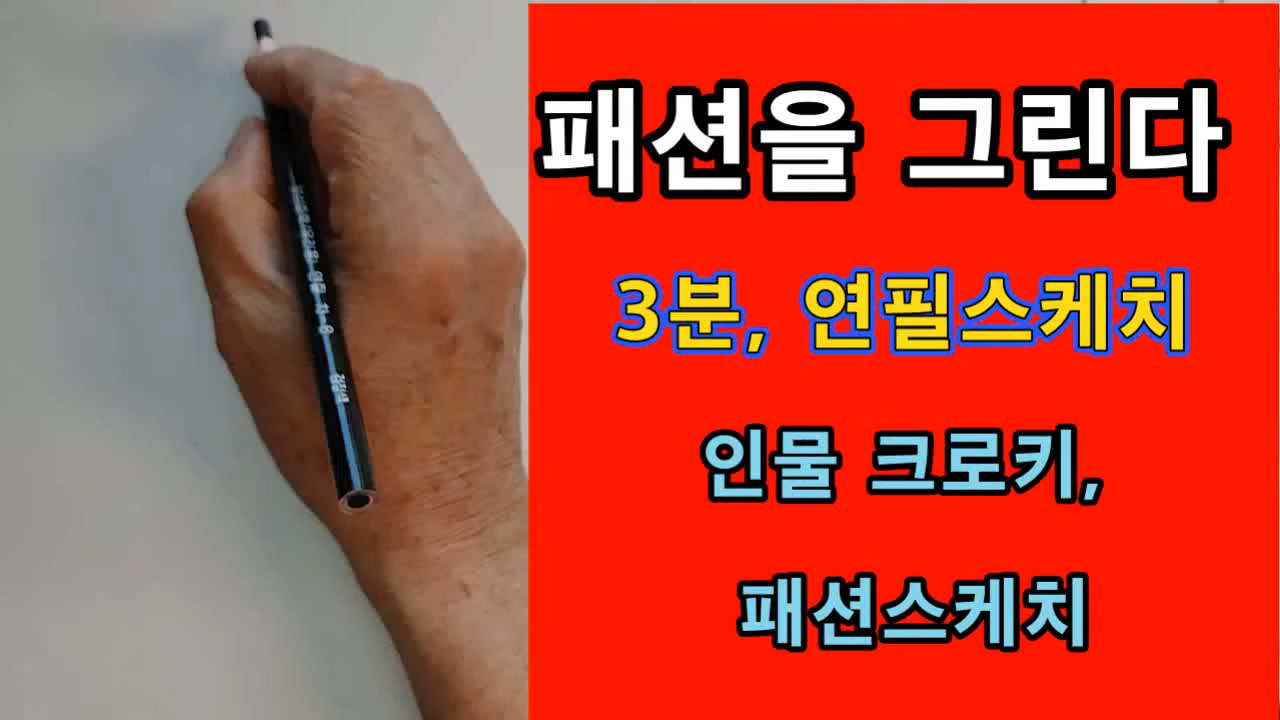 패션을 그린다
3분, 연필스케치
인물 크로키,
패션스케치